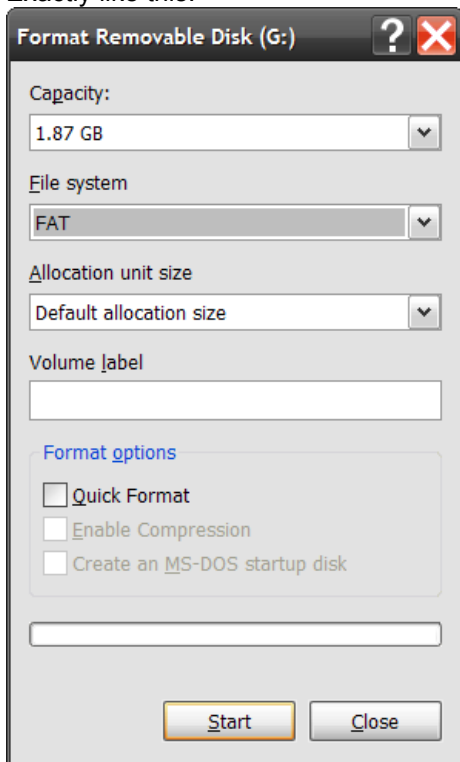 Format Removable Disk (G:)
Capacity:
1.87 GB
File system
FAT
Allocation unit size
Default allocation size
Volume label
Format options
Quick Format
Enable Compression
Create an MS-DOS startup disk
Start Close